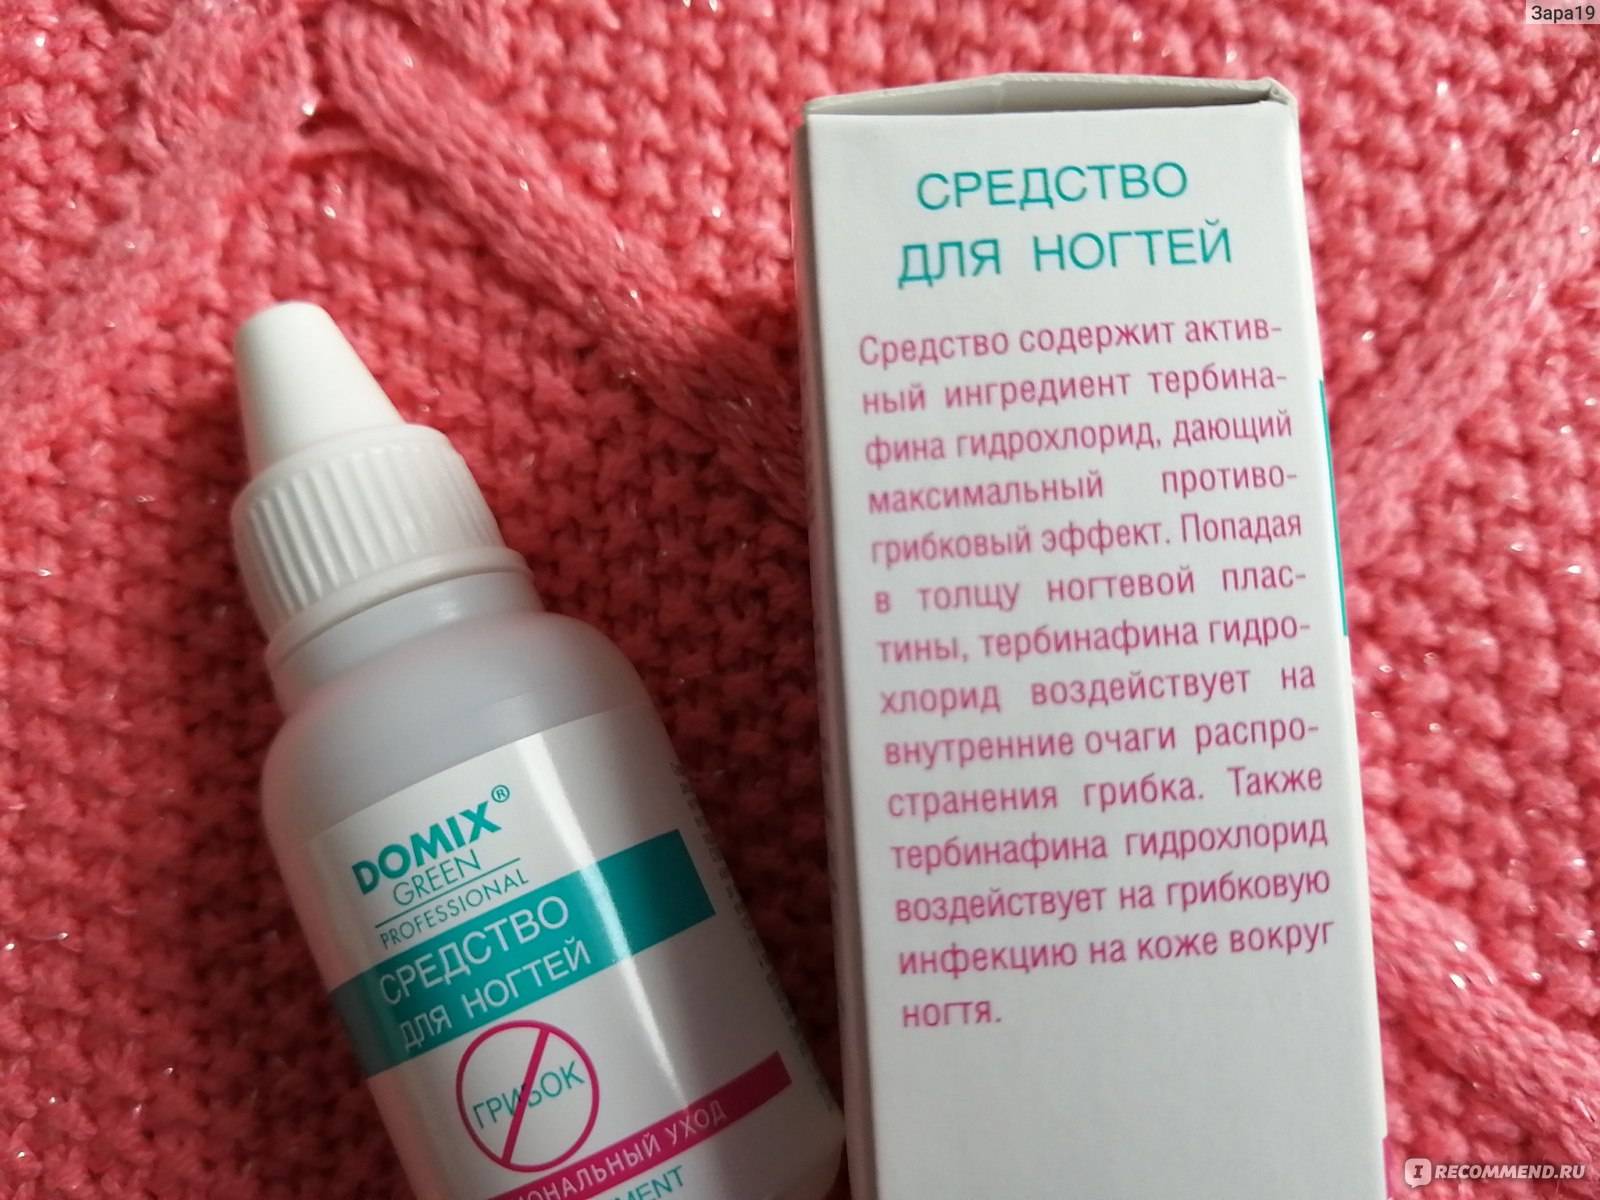 Зара19
СРЕДСТВО
ДЛЯ НОГТЕЙ
Средство содержит актив-
ный ингредиент тербина-
фина гидрохлорид, дающий
максимальный противо-
грибковый эффект. Попадая
в толщу ногтевой плас-
тины, тербинафина гидро-
хлорид воздействует на
внутренние очаги распро-
странения грибка. Также
тербинафина гидрохлорид
воздействует на грибковую
инфекцию на коже вокруг
ногтя.
DOMIX®
GREEN
PROFESSIONAL
СРЕДСТВО
ДЛЯ НОГТЕЙ
ГРИБОК
УХОД
IRECOMMEND.RU